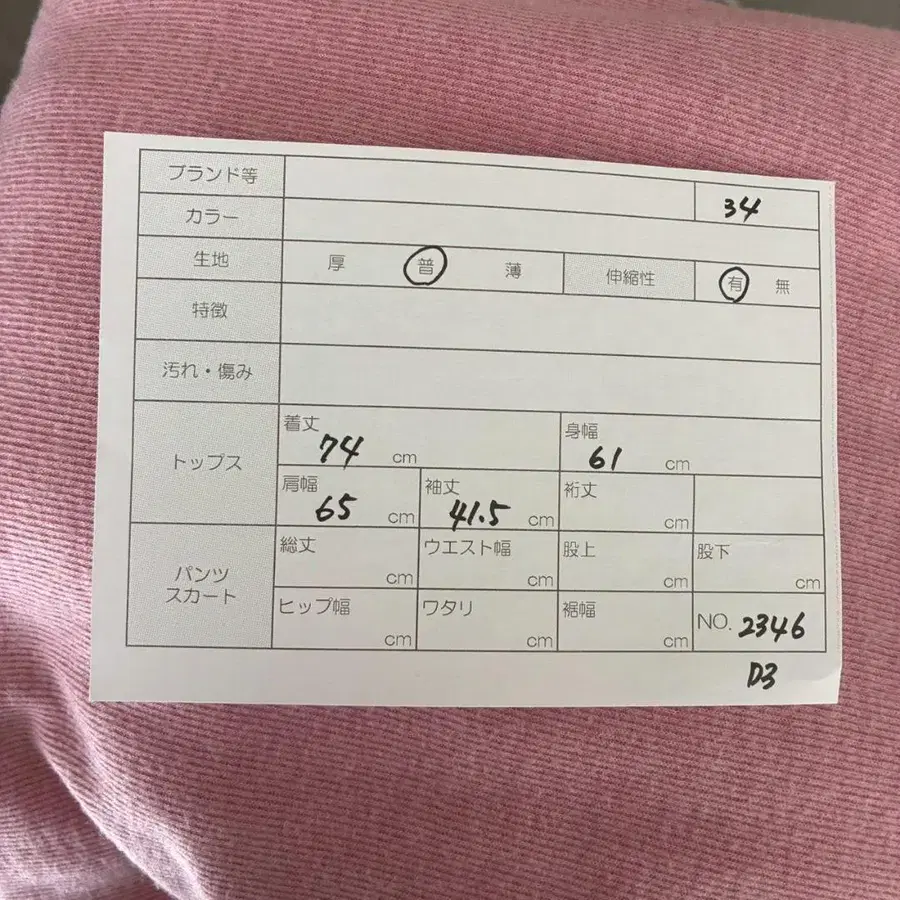 ブランド等 34
カラー
生地 厚 普 薄 伸縮性 有 無
特徴
汚れ・傷み
トップス
着丈 74 cm 身幅 61 cm
肩幅 65 cm 袖丈 41.5 cm 裄丈 cm
パンツ
スカート
総丈 cm ウエスト幅 cm 股上 cm 股下 cm
ヒップ幅 cm ワタリ cm 裾幅 cm NO. 2346
D3